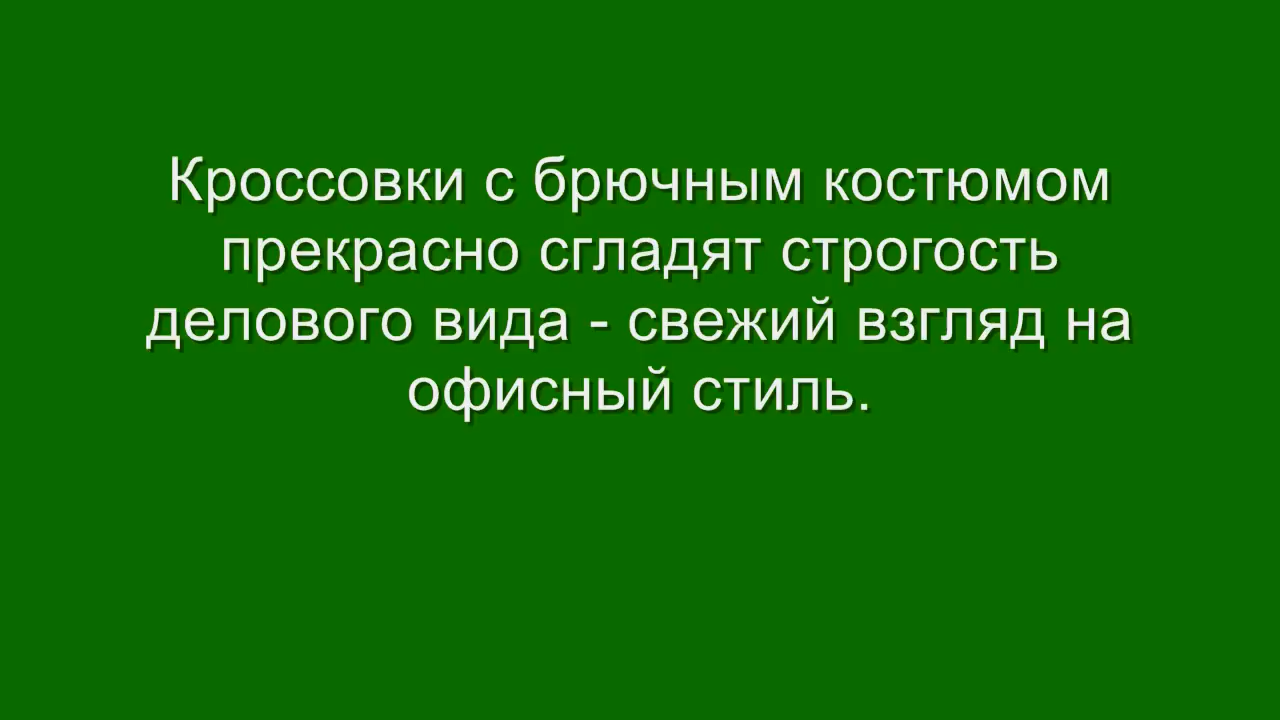 Кроссовки с брючным костюмом
прекрасно сгладят строгость
делового вида - свежий взгляд на
офисный стиль.